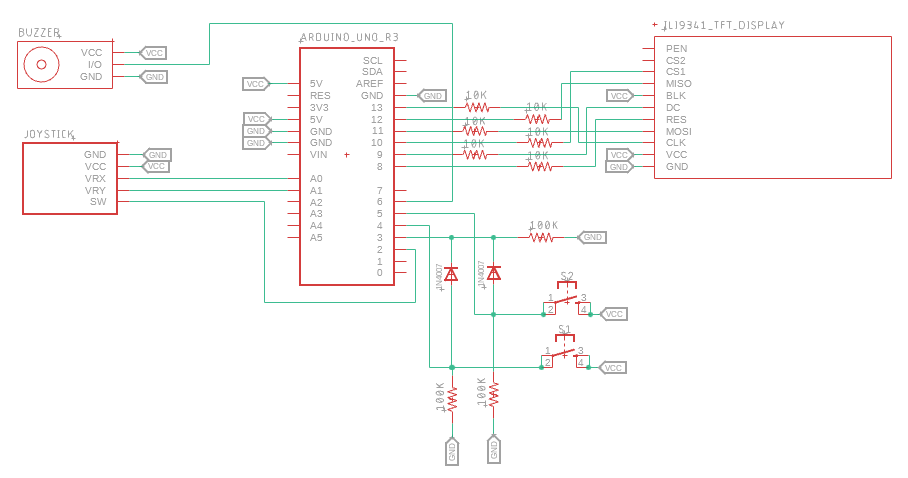 BUZZER
VCC
VCC
I/O
GND
GND
JOYSTICK
GND
GND
VCC
VCC
VRX
VRY
SW
ARDUINO_UNO_R3
SCL
SDA
VCC
5V
AREF
RES
GND
GND
3V3
13
VCC
5V
12
GND
GND
11
GND
GND
10
VIN
9
8
A0
A1
7
A2
6
A3
5
A4
4
A5
3
2
1
0
10K
10K
10K
10K
10K
10K
ILI9341_TFT_DISPLAY
PEN
CS2
CS1
MISO
VCC
BLK
DC
RES
MOSI
CLK
VCC
VCC
GND
GND
100K
GND
1N4007
1N4007
S2
1
3
2
4
VCC
S1
1
3
2
4
VCC
100K
100K
GND
GND